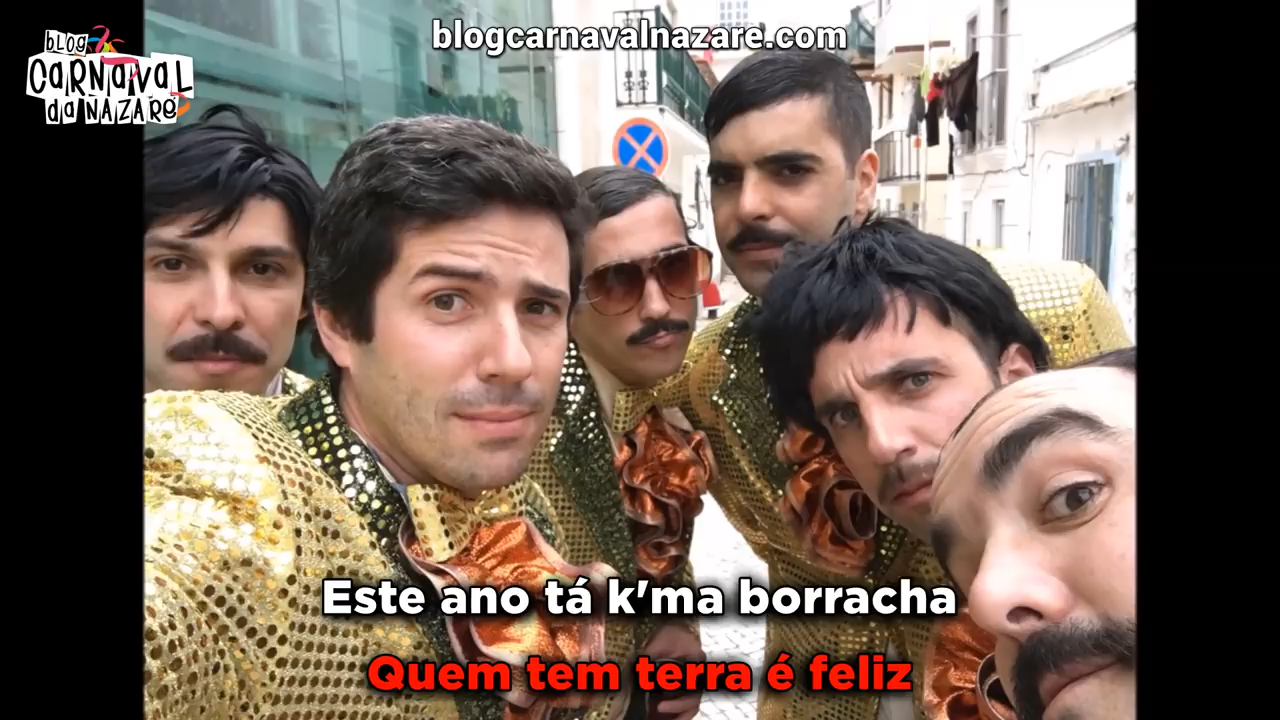 blogcarnavalnazare.com
BLOG
CARNAVAL
da NAZARÉ
Este ano tá k'ma borracha
Quem tem terra é feliz